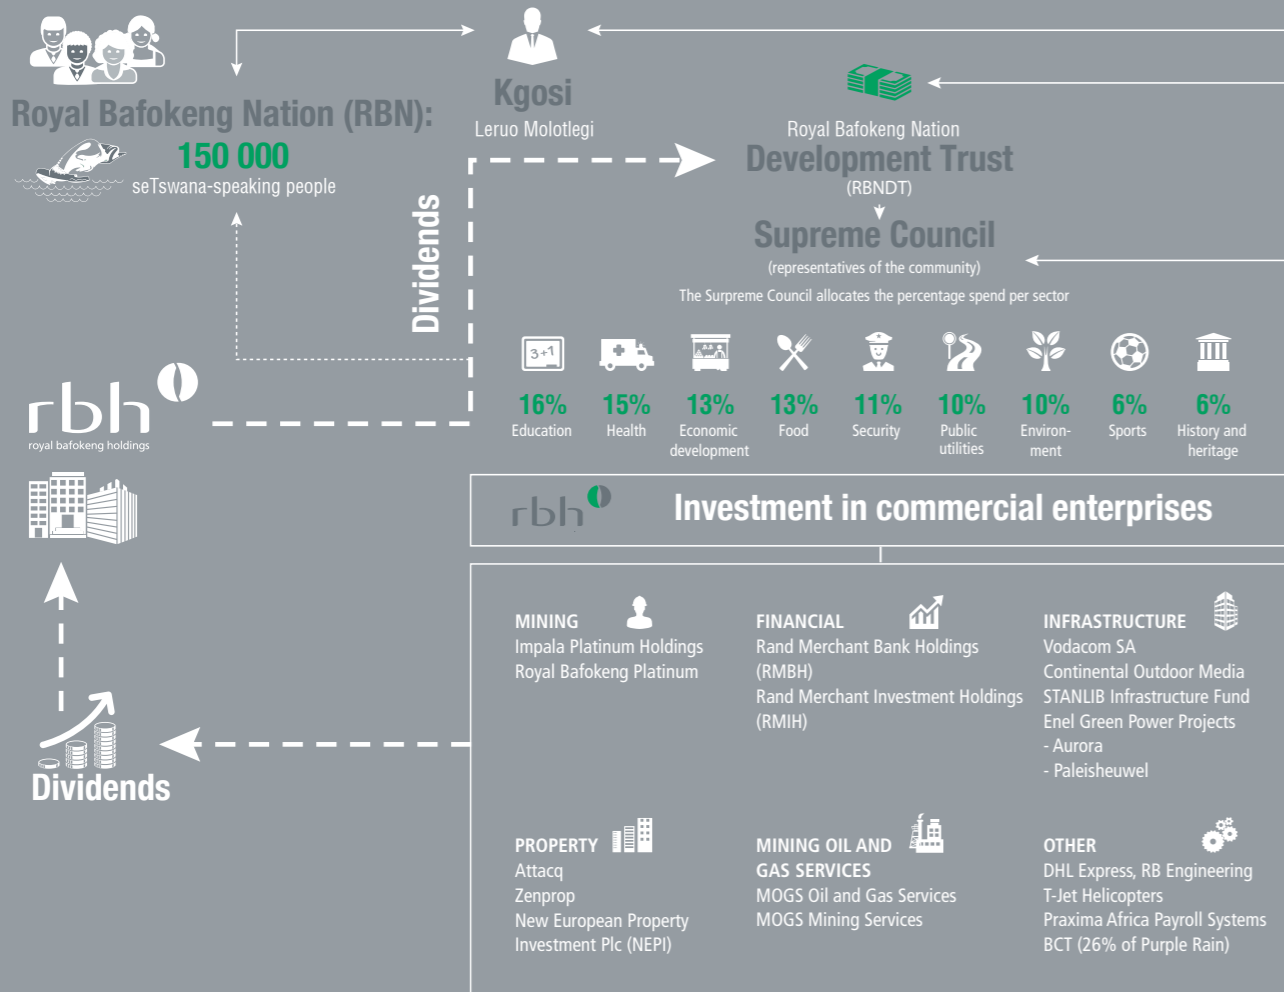 Royal Bafokeng Nation (RBN):
150 000
seTswana-speaking people
Kgosi
Leruo Molotlegi
Royal Bafokeng Nation
Development Trust
(RBNDT)
Supreme Council
(representatives of the community)
The Surpreme Council allocates the percentage spend per sector
Dividends
3+1
16%
Education
15%
Health
13%
Economic
development
13%
Food
11%
Security
10%
Public
utilities
10%
Environ-
ment
6%
Sports
6%
History and
heritage
rbh
royal bafokeng holdings
rbh
Investment in commercial enterprises
MINING
Impala Platinum Holdings
Royal Bafokeng Platinum
FINANCIAL
Rand Merchant Bank Holdings
(RMBH)
Rand Merchant Investment Holdings
(RMIH)
INFRASTRUCTURE
Vodacom SA
Continental Outdoor Media
STANLIB Infrastructure Fund
Enel Green Power Projects
- Aurora
- Paleisheuwel
Dividends
PROPERTY
Attacq
Zenprop
New European Property
Investment Plc (NEPI)
MINING OIL AND
GAS SERVICES
MOGS Oil and Gas Services
MOGS Mining Services
OTHER
DHL Express, RB Engineering
T-Jet Helicopters
Praxima Africa Payroll Systems
BCT (26% of Purple Rain)